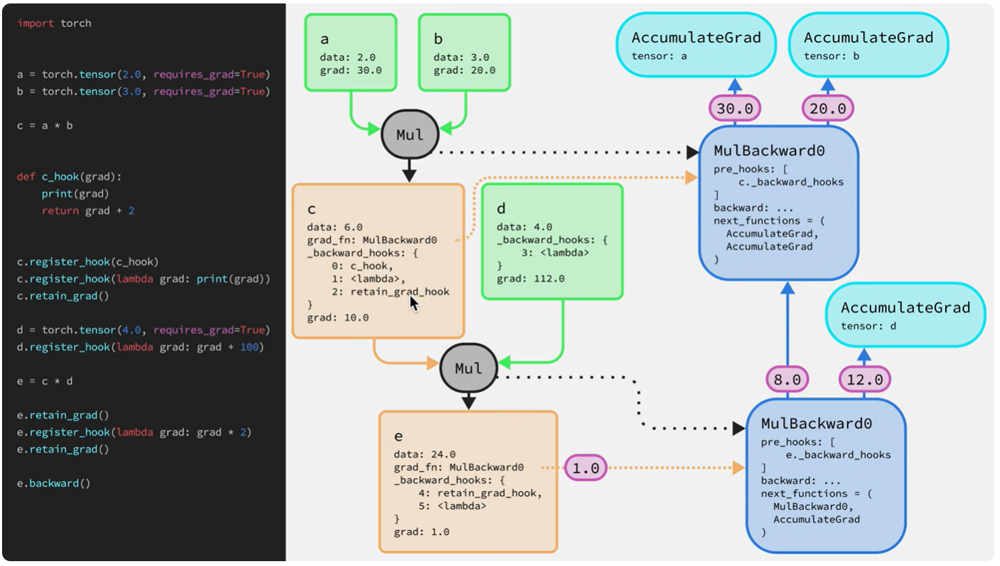 import torch
a = torch.tensor(2.0, requires_grad=True)
b = torch.tensor(3.0, requires_grad=True)
c = a * b
def c_hook(grad):
    print(grad)
    return grad + 2
c.register_hook(c_hook)
c.register_hook(lambda grad: print(grad))
c.retain_grad()
d = torch.tensor(4.0, requires_grad=True)
d.register_hook(lambda grad: grad + 100)
e = c * d
e.retain_grad()
e.register_hook(lambda grad: grad * 2)
e.retain_grad()
e.backward()
a
data: 2.0
grad: 30.0
b
data: 3.0
grad: 20.0
Mul
AccumulateGrad
tensor: a
AccumulateGrad
tensor: b
30.0
20.0
MulBackward0
pre_hooks: [
    c._backward_hooks
]
backward: ...
next_functions = (
  AccumulateGrad,
  AccumulateGrad
)
c
data: 6.0
grad_fn: MulBackward0
_backward_hooks: {
    0: c_hook,
    1: <lambda>,
    2: retain_grad_hook
}
grad: 10.0
d
data: 4.0
_backward_hooks: {
    3: <lambda>
}
grad: 112.0
AccumulateGrad
tensor: d
Mul
8.0
12.0
e
data: 24.0
grad_fn: MulBackward0
_backward_hooks: {
    4: retain_grad_hook,
    5: <lambda>
}
grad: 1.0
1.0
MulBackward0
pre_hooks: [
    e._backward_hooks
]
backward: ...
next_functions = (
  MulBackward0,
  AccumulateGrad
)